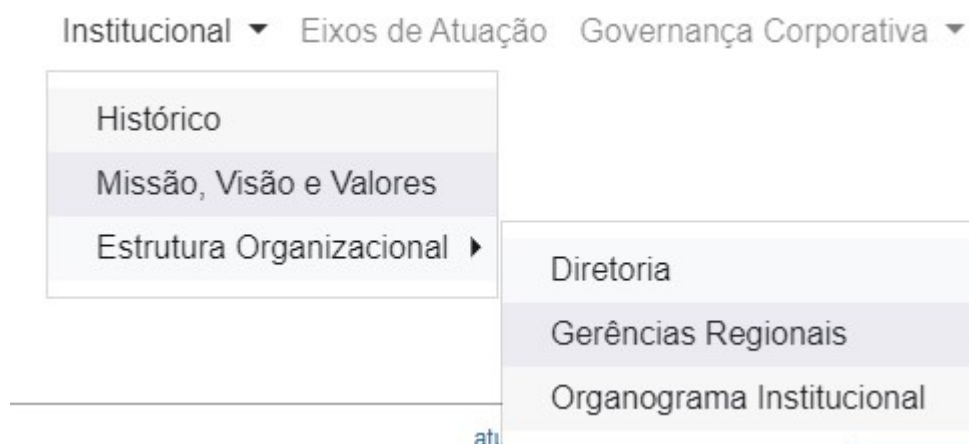 Institucional Eixos de Atuação Governança Corporativa
Histórico
Missão, Visão e Valores
Estrutura Organizacional
Diretoria
Gerências Regionais
Organograma Institucional